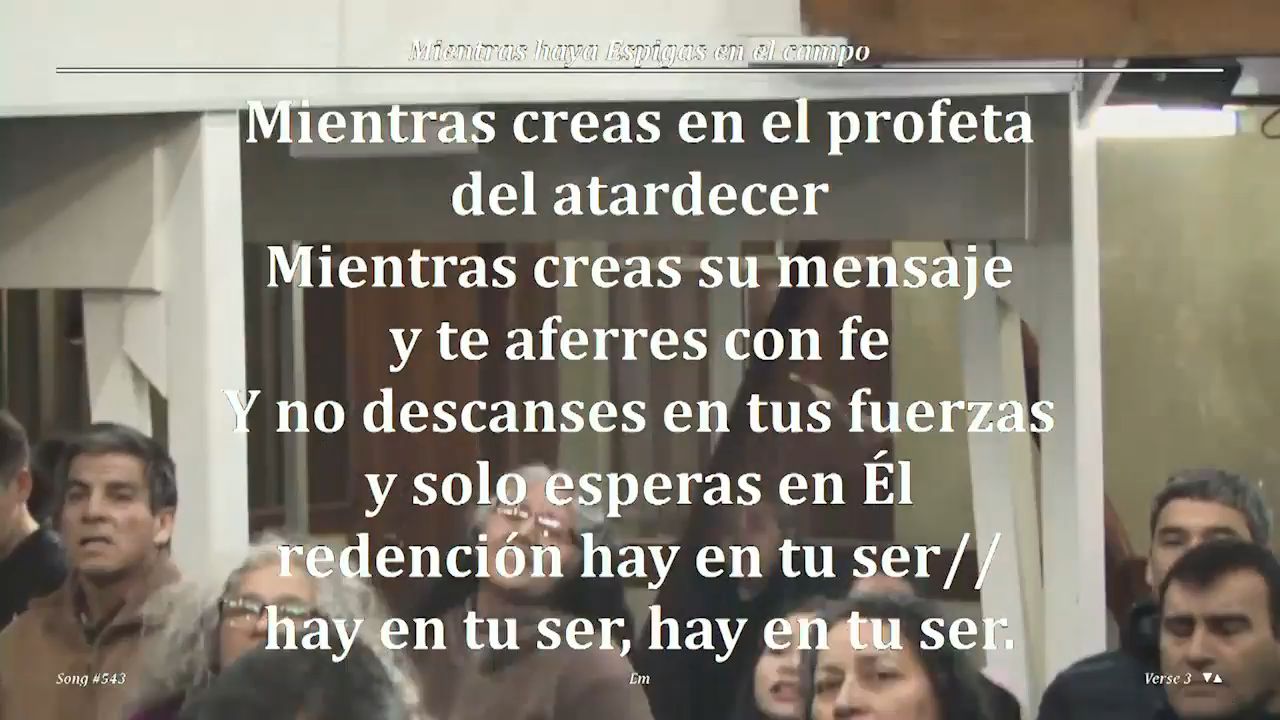 Mientras haya Espigas en el campo
Mientras creas en el profeta
del atardecer
Mientras creas su mensaje
y te aferres con fe
Y no descanses en tus fuerzas
y solo esperas en Él
redención hay en tu ser//
hay en tu ser, hay en tu ser.
Song #543
Em
Verse 3 ▼▲